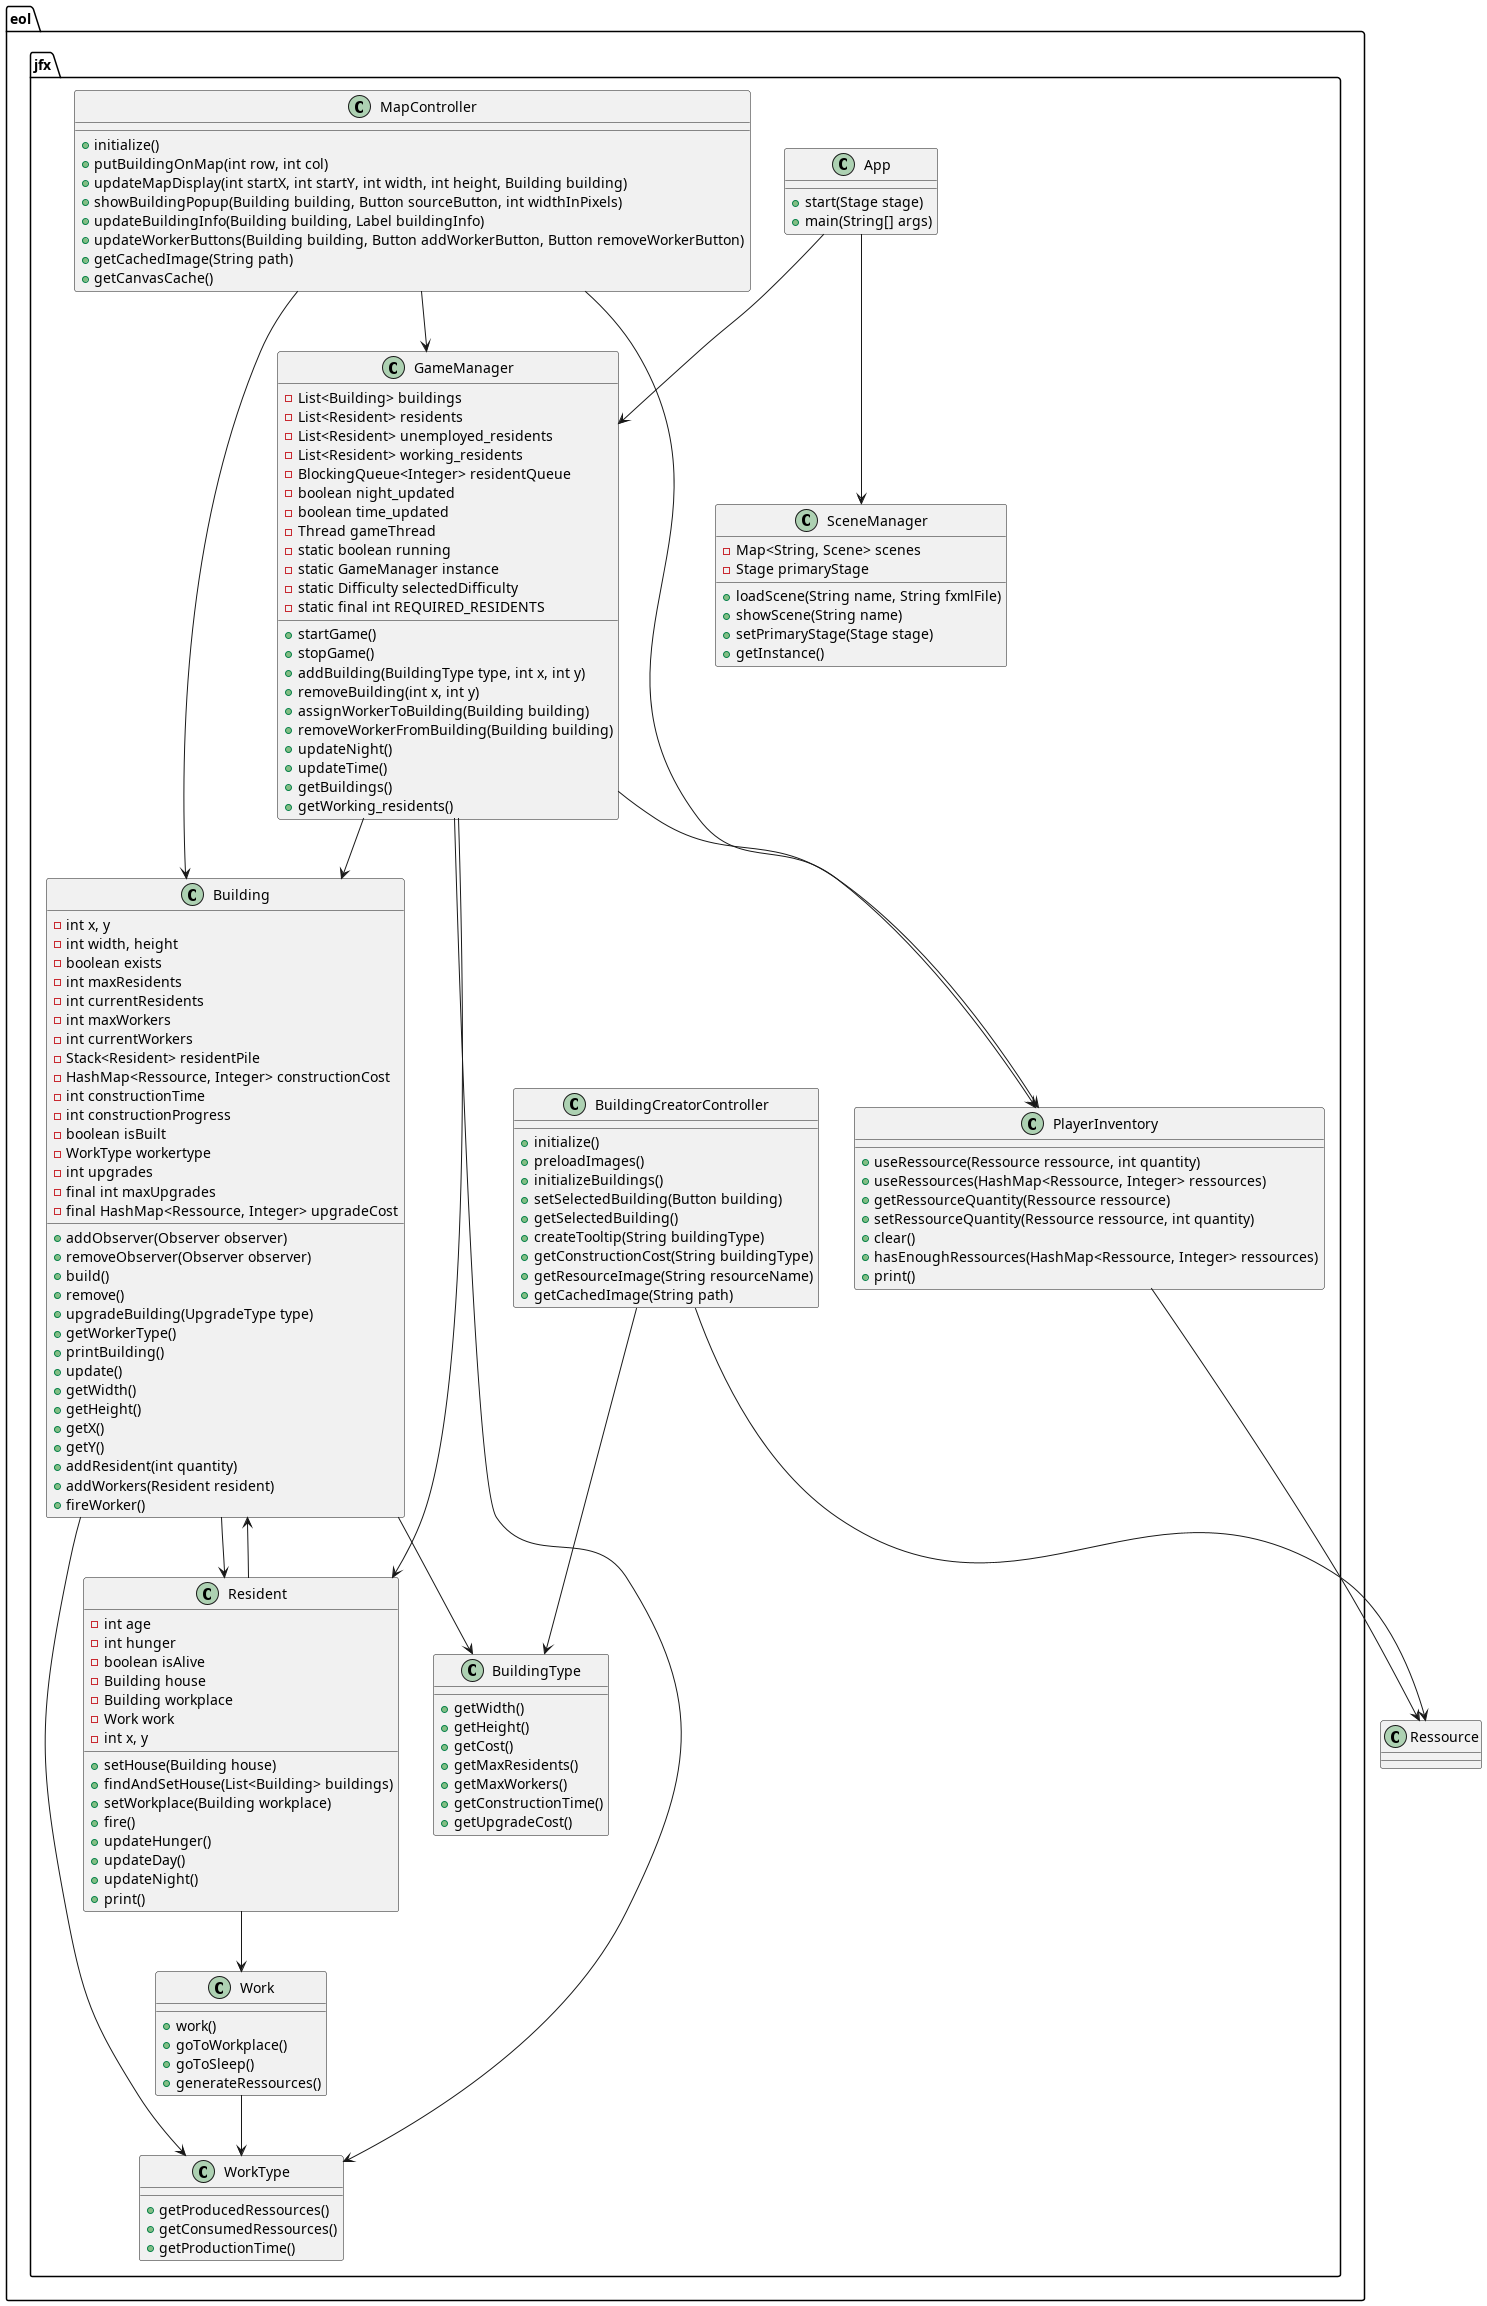 eol
jfx
MapController
initialize()
putBuildingOnMap(int row, int col)
updateMapDisplay(int startX, int startY, int width, int height, Building building)
showBuildingPopup(Building building, Button sourceButton, int widthInPixels)
updateBuildingInfo(Building building, Label buildingInfo)
updateWorkerButtons(Building building, Button addWorkerButton, Button removeWorkerButton)
getCachedImage(String path)
getCanvasCache()
App
start(Stage stage)
main(String[] args)
GameManager
List<Building> buildings
List<Resident> residents
List<Resident> unemployed_residents
List<Resident> working_residents
BlockingQueue<Integer> residentQueue
boolean night_updated
boolean time_updated
Thread gameThread
static boolean running
static GameManager instance
static Difficulty selectedDifficulty
static final int REQUIRED_RESIDENTS
startGame()
stopGame()
addBuilding(BuildingType type, int x, int y)
removeBuilding(int x, int y)
assignWorkerToBuilding(Building building)
removeWorkerFromBuilding(Building building)
updateNight()
updateTime()
getBuildings()
getWorking_residents()
SceneManager
Map<String, Scene> scenes
Stage primaryStage
loadScene(String name, String fxmlFile)
showScene(String name)
setPrimaryStage(Stage stage)
getInstance()
Building
int x, y
int width, height
boolean exists
int maxResidents
int currentResidents
int maxWorkers
int currentWorkers
Stack<Resident> residentPile
HashMap<Ressource, Integer> constructionCost
int constructionTime
int constructionProgress
boolean isBuilt
WorkType workertype
int upgrades
final int maxUpgrades
final HashMap<Ressource, Integer> upgradeCost
addObserver(Observer observer)
removeObserver(Observer observer)
build()
remove()
upgradeBuilding(UpgradeType type)
getWorkerType()
printBuilding()
update()
getWidth()
getHeight()
getX()
getY()
addResident(int quantity)
addWorkers(Resident resident)
fireWorker()
BuildingCreatorController
initialize()
preloadImages()
initializeBuildings()
setSelectedBuilding(Button building)
getSelectedBuilding()
createTooltip(String buildingType)
getConstructionCost(String buildingType)
getResourceImage(String resourceName)
getCachedImage(String path)
PlayerInventory
useRessource(Ressource ressource, int quantity)
useRessources(HashMap<Ressource, Integer> ressources)
getRessourceQuantity(Ressource ressource)
setRessourceQuantity(Ressource ressource, int quantity)
clear()
hasEnoughRessources(HashMap<Ressource, Integer> ressources)
print()
Resident
int age
int hunger
boolean isAlive
Building house
Building workplace
Work work
int x, y
setHouse(Building house)
findAndSetHouse(List<Building> buildings)
setWorkplace(Building workplace)
fire()
updateHunger()
updateDay()
updateNight()
print()
BuildingType
getWidth()
getHeight()
getCost()
getMaxResidents()
getMaxWorkers()
getConstructionTime()
getUpgradeCost()
Ressource
Work
work()
goToWorkplace()
goToSleep()
generateRessources()
WorkType
getProducedRessources()
getConsumedRessources()
getProductionTime()